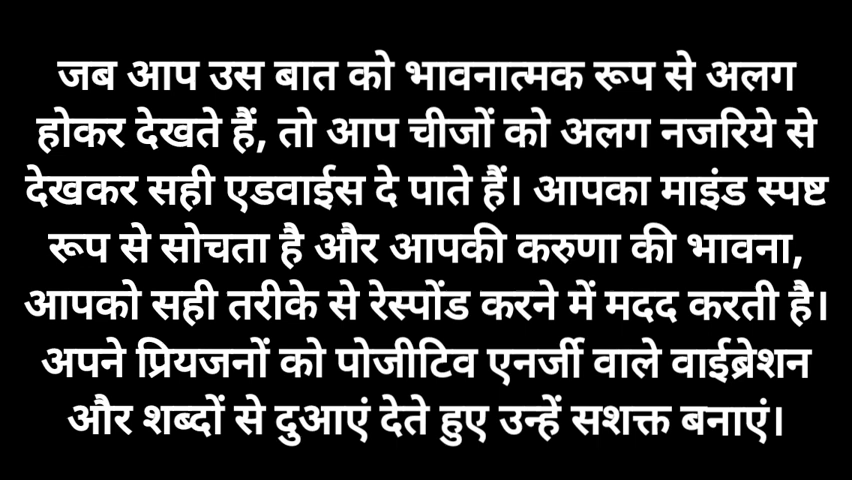 जब आप उस बात को भावनात्मक रूप से अलग
होकर देखते हैं, तो आप चीजों को अलग नजरिये से
देखकर सही एडवाईस दे पाते हैं। आपका माइंड स्पष्ट
रूप से सोचता है और आपकी करुणा की भावना,
आपको सही तरीके से रेस्पोंड करने में मदद करती है।
अपने प्रियजनों को पोजीटिव एनर्जी वाले वाईब्रेशन
और शब्दों से दुआएं देते हुए उन्हें सशक्त बनाएं।